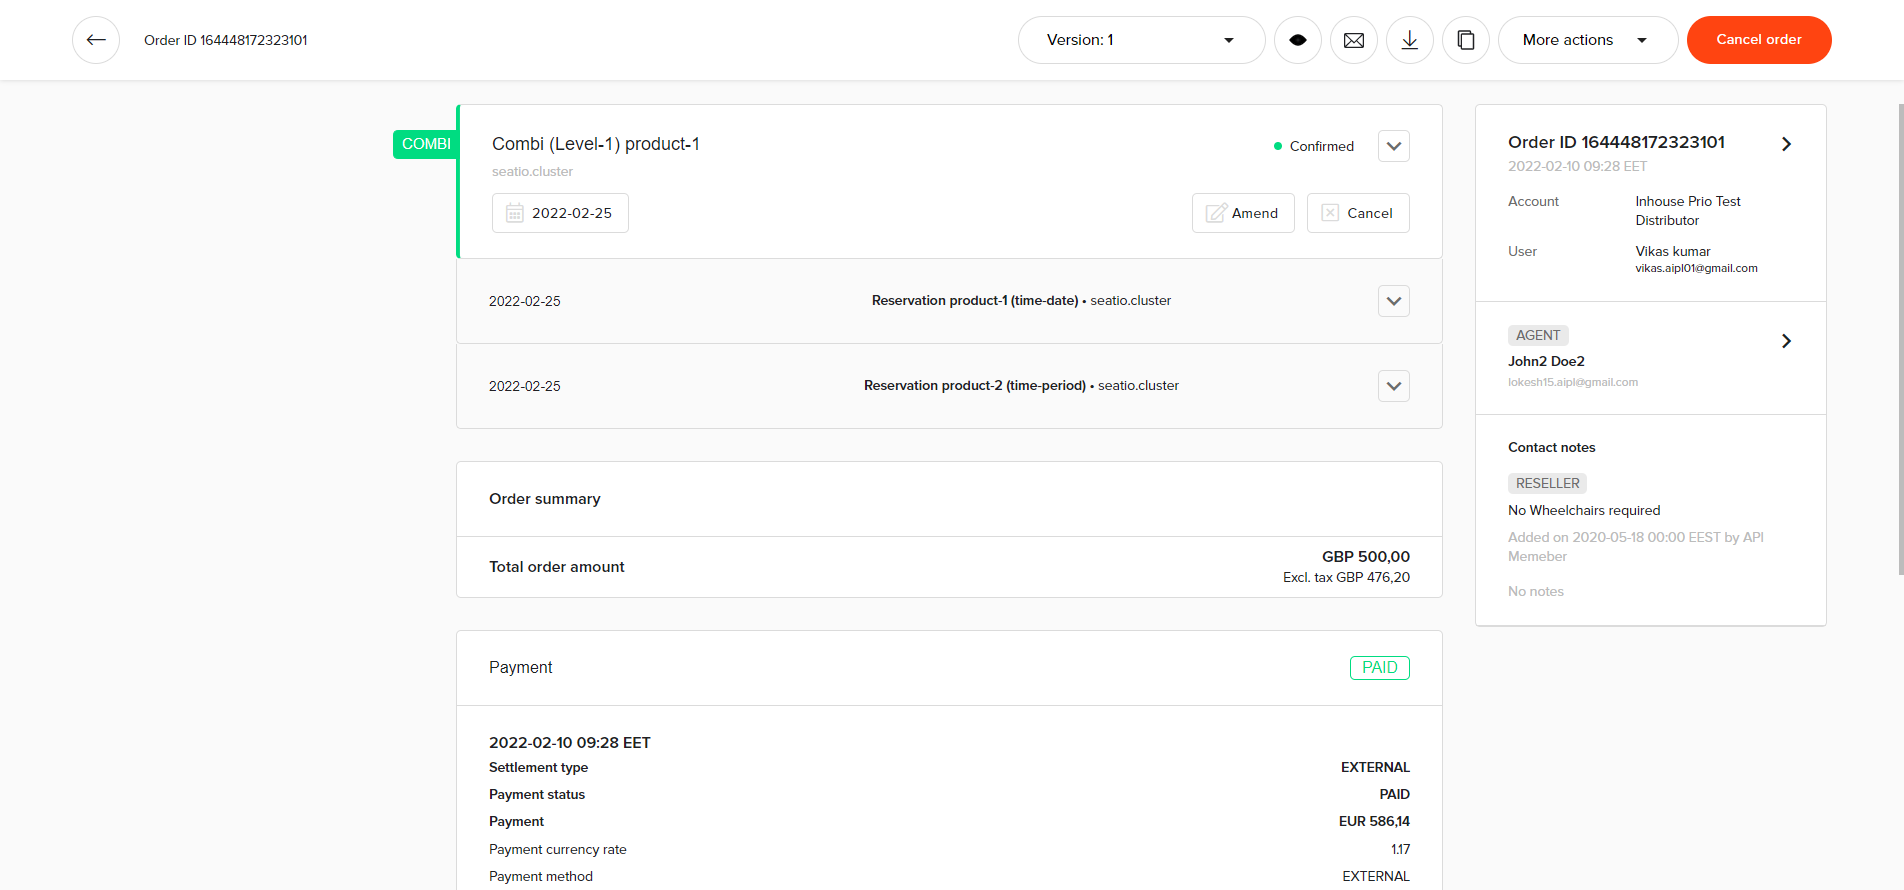 Order ID 164448172323101
Version: 1
More actions
Cancel order
COMBI
Combi (Level-1) product-1
Confirmed
seatio.cluster
2022-02-25
Amend
Cancel
2022-02-25
Reservation product-1 (time-date) • seatio.cluster
2022-02-25
Reservation product-2 (time-period) • seatio.cluster
Order summary
Total order amount
GBP 500,00
Excl. tax GBP 476,20
Payment
PAID
2022-02-10 09:28 EET
Settlement type
EXTERNAL
Payment status
PAID
Payment
EUR 586,14
Payment currency rate
1.17
Payment method
EXTERNAL
Order ID 164448172323101
2022-02-10 09:28 EET
Account
Inhouse Prio Test
Distributor
User
Vikas kumar
vikas.aipl01@gmail.com
AGENT
John2 Doe2
lokesh15.aipl@gmail.com
Contact notes
RESELLER
No Wheelchairs required
Added on 2020-05-18 00:00 EEST by API
Memeber
No notes